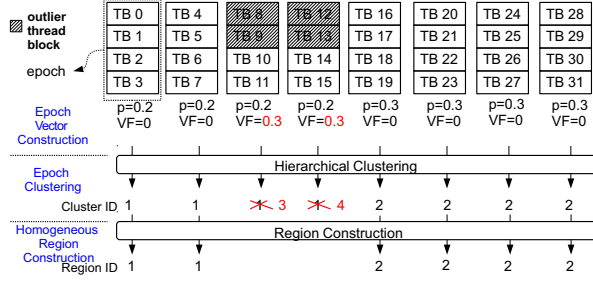 outlier
thread
block
epoch
TB 0 TB 4 TB 8 TB 12 TB 16 TB 20 TB 24 TB 28
TB 1 TB 5 TB 9 TB 13 TB 17 TB 21 TB 25 TB 29
TB 2 TB 6 TB 10 TB 14 TB 18 TB 22 TB 26 TB 30
TB 3 TB 7 TB 11 TB 15 TB 19 TB 23 TB 27 TB 31
p=0.2 p=0.2 p=0.2 p=0.2 p=0.3 p=0.3 p=0.3 p=0.3
VF=0 VF=0 VF=0.3 VF=0.3 VF=0 VF=0 VF=0 VF=0
Epoch
Vector
Construction
Hierarchical Clustering
Epoch
Clustering
Cluster ID 1 1 1 3 1 4 2 2 2 2
Homogeneous
Region
Construction
Region Construction
Region ID 1 1 2 2 2 2